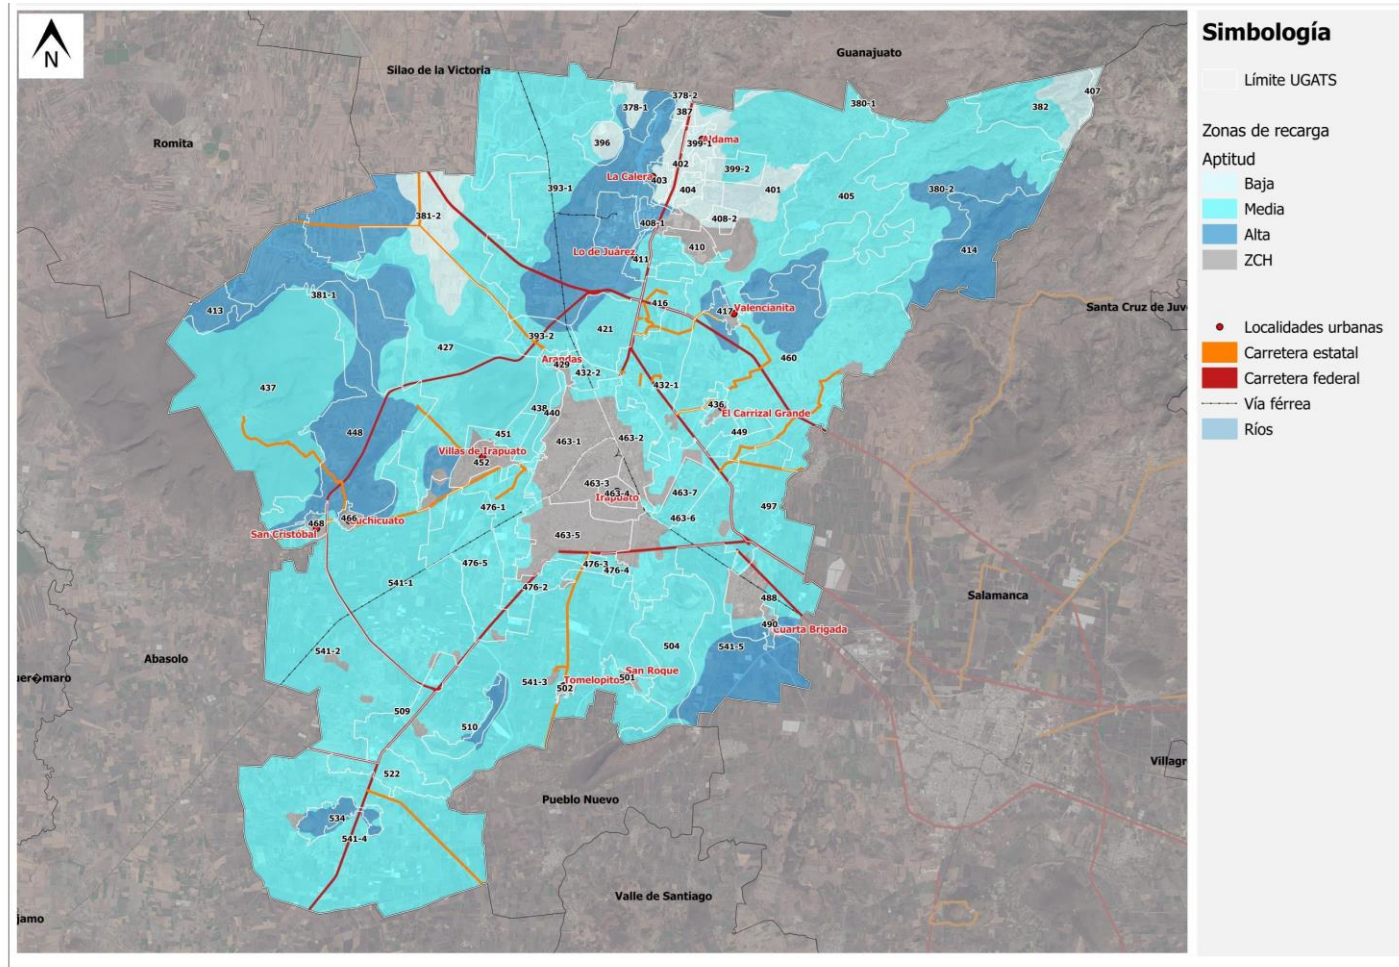 N
Guanajuato
Silao de la Victoria
Romita
378-2
378-1
387
380-1
382
407
396
399-1
402
399-2
La Calera
403
404
401
393-1
405
380-2
381-2
408-2
408-1
410
Lo de Juárez
411
414
381-1
413
416
417
Valencianita
Santa Cruz de Juv
421
393-2
427
Arandas
429
432-2
460
432-1
437
438
440
436
El Carrizal Grande
448
451
463-1
463-2
449
Villas de Irapuato
452
463-3
463-4
463-7
476-1
497
466
468
463-6
San Cristóbal
463-5
476-5
476-3
476-4
541-1
476-2
488
Salamanca
490
Cuarta Brigada
504
541-5
541-2
Abasolo
San Roque
541-3
Tomelopitos
501
502
509
510
522
Villagr
Pueblo Nuevo
534
541-4
Valle de Santiago
jamo
Simbología
Límite UGATS
Zonas de recarga
Aptitud
Baja
Media
Alta
ZCH
Localidades urbanas
Carretera estatal
Carretera federal
Vía férrea
Ríos